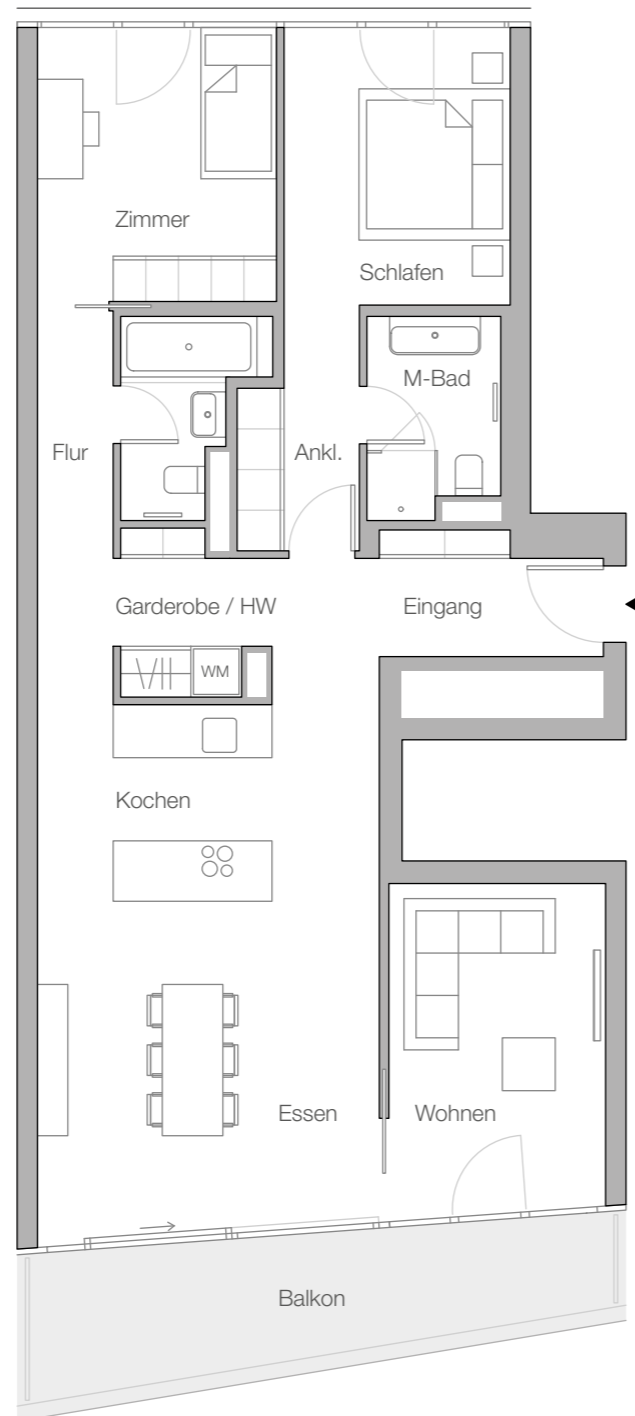 Zimmer
Schlafen
M-Bad
Flur
Ankl.
Garderobe / HW
Eingang
WM
Kochen
Essen
Wohnen
Balkon